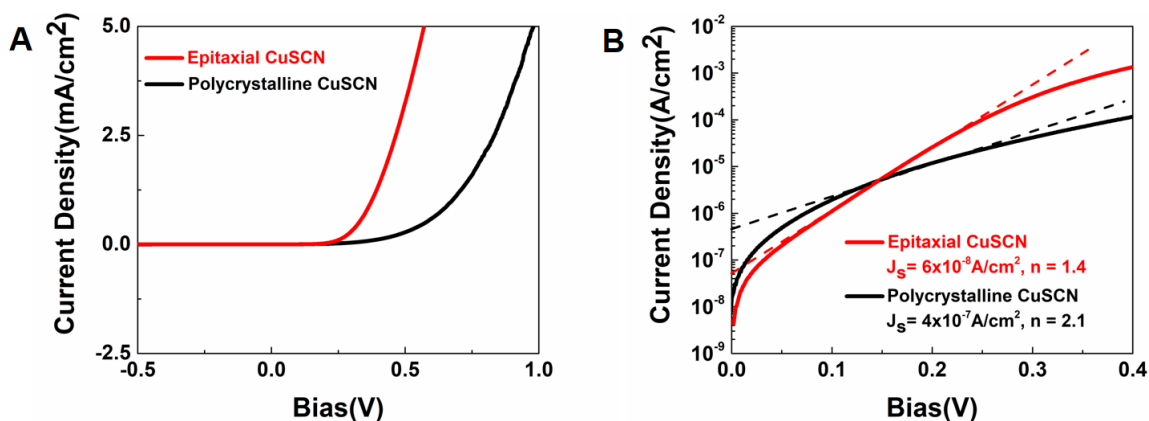 A
Current Density(mA/cm²)
5.0
2.5
0.0
-2.5
-0.5
0.0
0.5
1.0
Bias(V)
Epitaxial CuSCN
Polycrystalline CuSCN
B
Current Density(A/cm²)
10⁻²
10⁻³
10⁻⁴
10⁻⁵
10⁻⁶
10⁻⁷
10⁻⁸
10⁻⁹
0.0
0.1
0.2
0.3
0.4
Bias(V)
Epitaxial CuSCN
Jₛ= 6x10⁻⁸A/cm², n = 1.4
Polycrystalline CuSCN
Jₛ= 4x10⁻⁷A/cm², n = 2.1